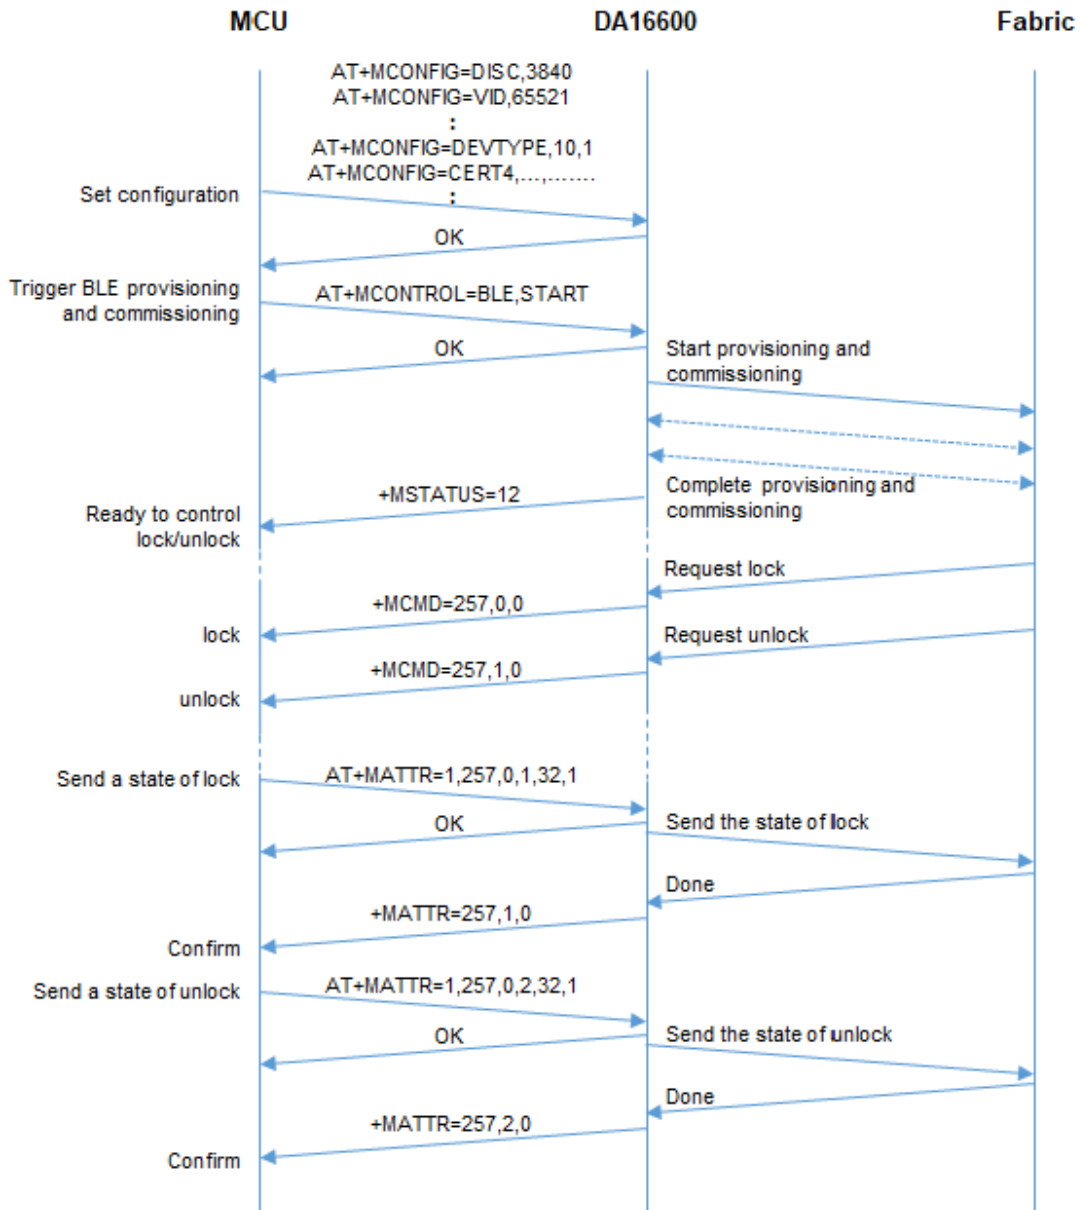 MCU
DA16600
Fabric
AT+MCONFIG=DISC,3840
AT+MCONFIG=VID,65521
:
AT+MCONFIG=DEVTYPE,10,1
AT+MCONFIG=CERT4,...,.......
:
Set configuration
OK
Trigger BLE provisioning
and commissioning
AT+MCONTROL=BLE,START
OK
Start provisioning and
commissioning
+MSTATUS=12
Complete provisioning and
commissioning
Ready to control
lock/unlock
Request lock
+MCMD=257,0,0
lock
Request unlock
+MCMD=257,1,0
unlock
Send a state of lock
AT+MATTR=1,257,0,1,32,1
OK
Send the state of lock
Done
+MATTR=257,1,0
Confirm
Send a state of unlock
AT+MATTR=1,257,0,2,32,1
OK
Send the state of unlock
Done
+MATTR=257,2,0
Confirm